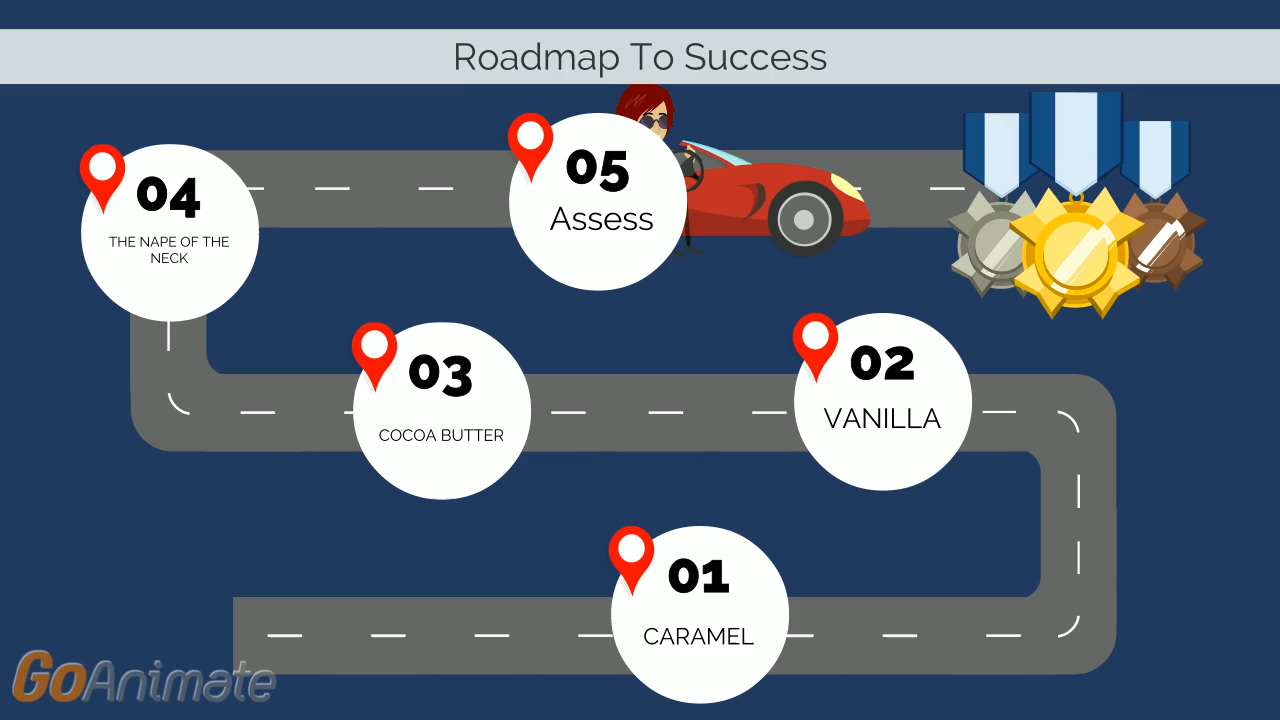 Roadmap To Success
04
THE NAPE OF THE
NECK
05
Assess
03
COCOA BUTTER
02
VANILLA
01
CARAMEL
GoAnimate